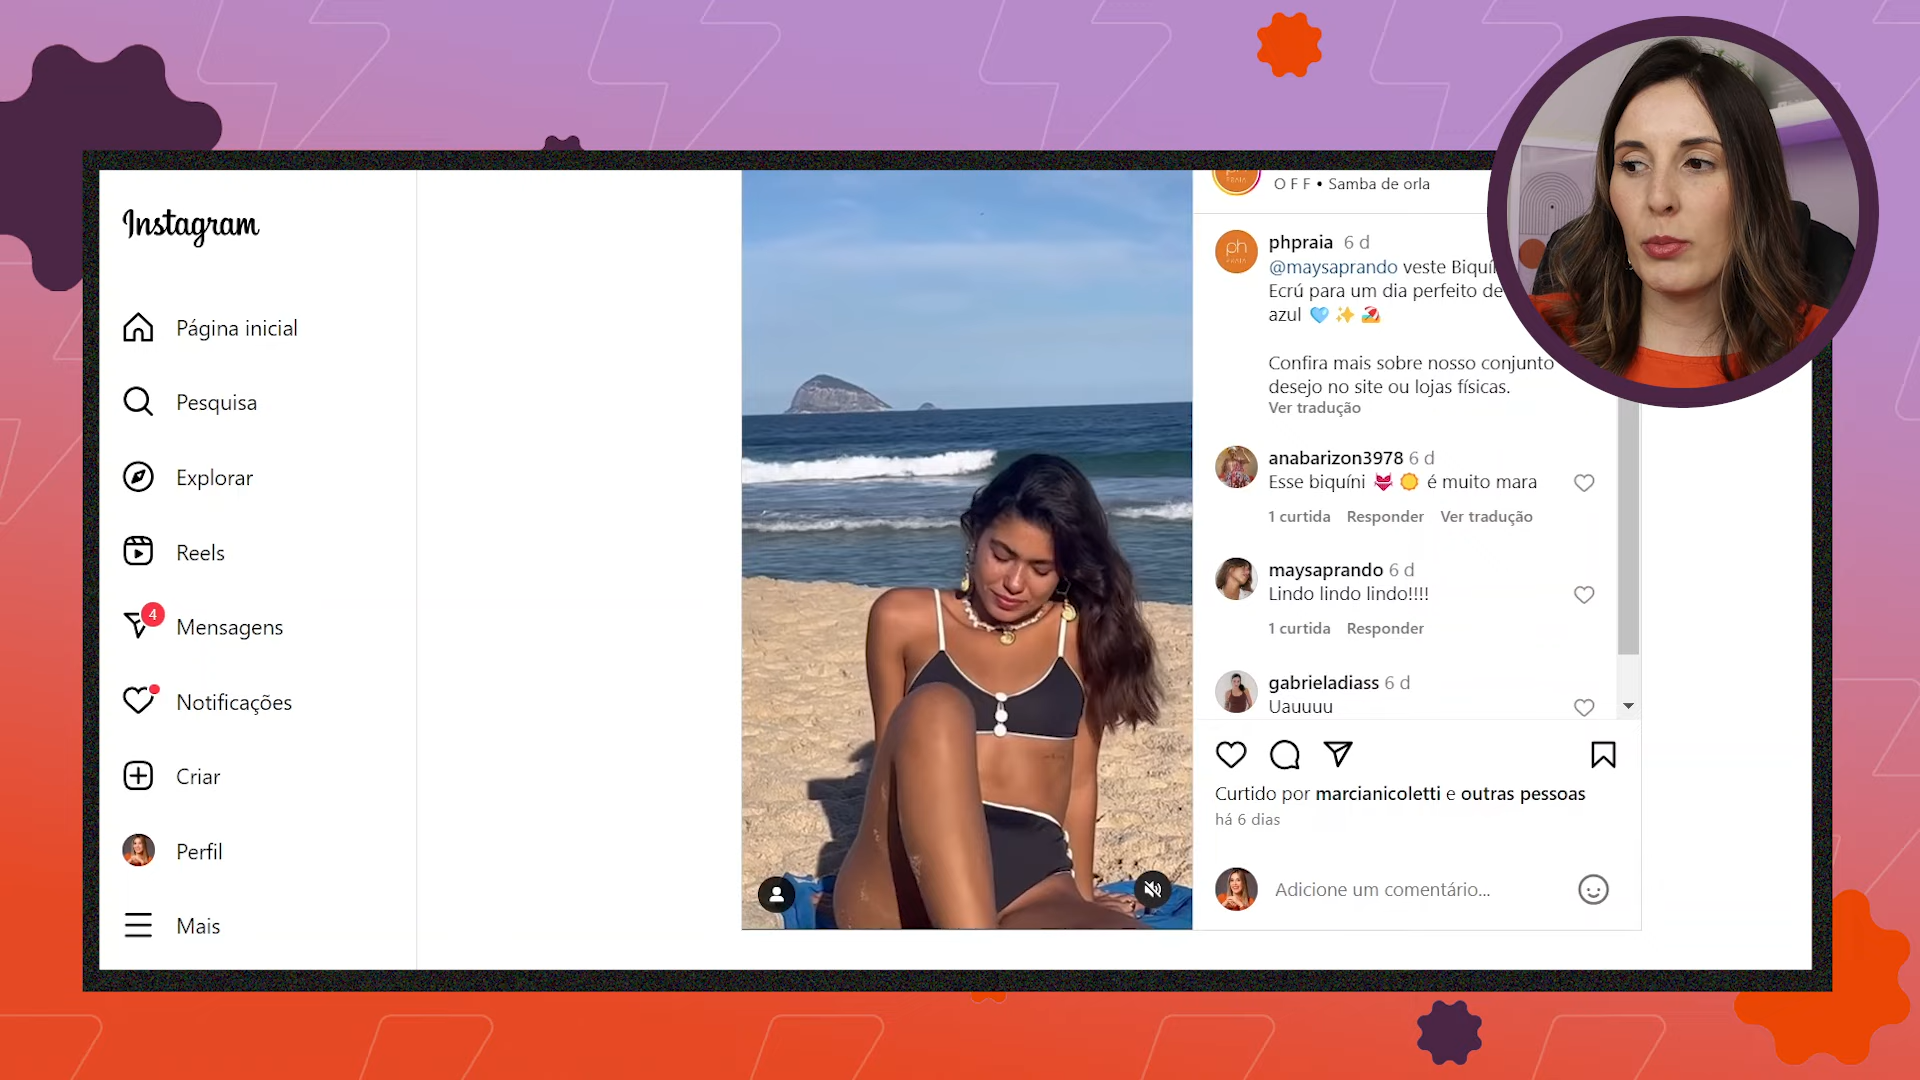 Instagram
Página inicial
Pesquisa
Explorar
Reels
4
Mensagens
Notificações
Criar
Perfil
Mais
O F F • Samba de orla
ph
PRAIA
phpraia 6 d
@maysaprando veste
Ecrú para um dia perfeito de
azul 🩵 ✨ 🏖️
Confira mais sobre nosso conjunto
desejo no site ou lojas físicas.
Ver tradução
anabarizon3978 6 d
Esse biquíni 👙 ☀️ é muito mara
1 curtida Responder Ver tradução
maysaprando 6 d
Lindo lindo lindo!!!!
1 curtida Responder
gabrieladiass 6 d
Uauuuu
Curtido por marcianicoletti e outras pessoas
há 6 dias
Adicione um comentário...